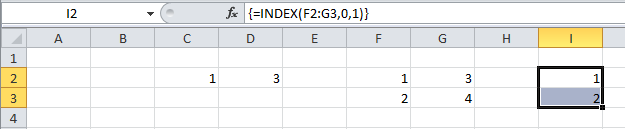 I2 fx {=INDEX(F2:G3,0,1)}
A B C D E F G H I
1
2 1 3 1 3 1
3 2 4 2
4